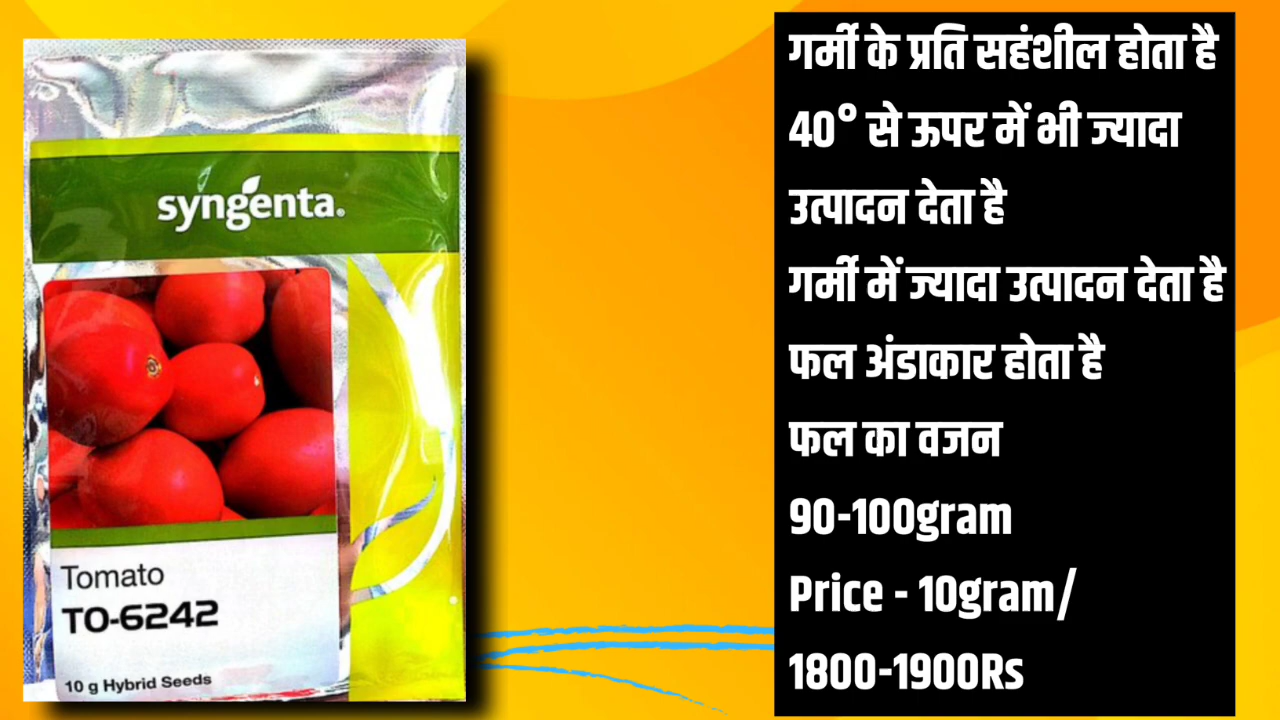 syngenta®
Tomato
TO-6242
10 g Hybrid Seeds
गर्मी के प्रति सहंशील होता है
40° से ऊपर में भी ज्यादा
उत्पादन देता है
गर्मी में ज्यादा उत्पादन देता है
फल अंडाकार होता है
फल का वजन
90-100gram
Price - 10gram/
1800-1900Rs